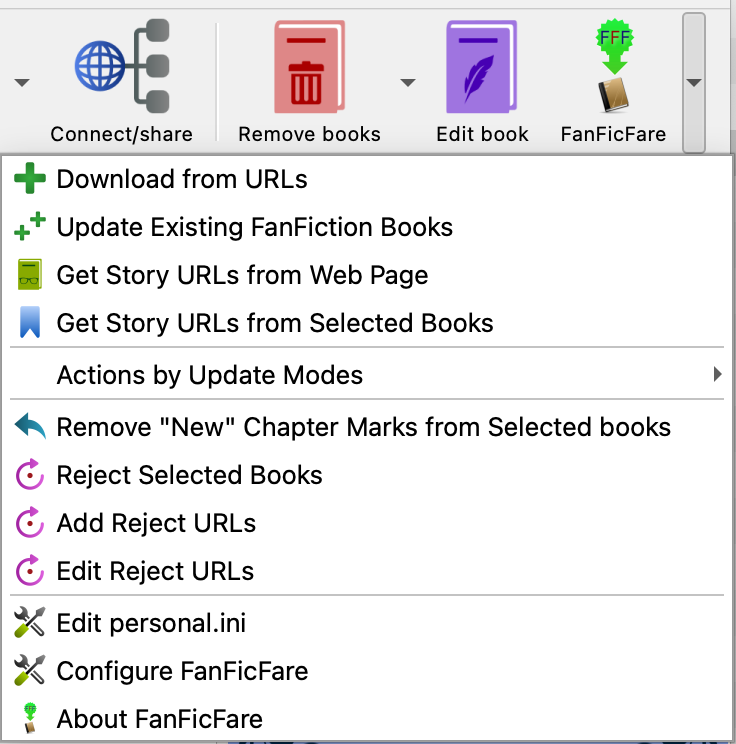 FFF
Connect/share
Remove books
Edit book
FanFicFare
Download from URLs
Update Existing FanFiction Books
Get Story URLs from Web Page
Get Story URLs from Selected Books
Actions by Update Modes
Remove "New" Chapter Marks from Selected books
Reject Selected Books
Add Reject URLs
Edit Reject URLs
Edit personal.ini
Configure FanFicFare
FFF
About FanFicFare